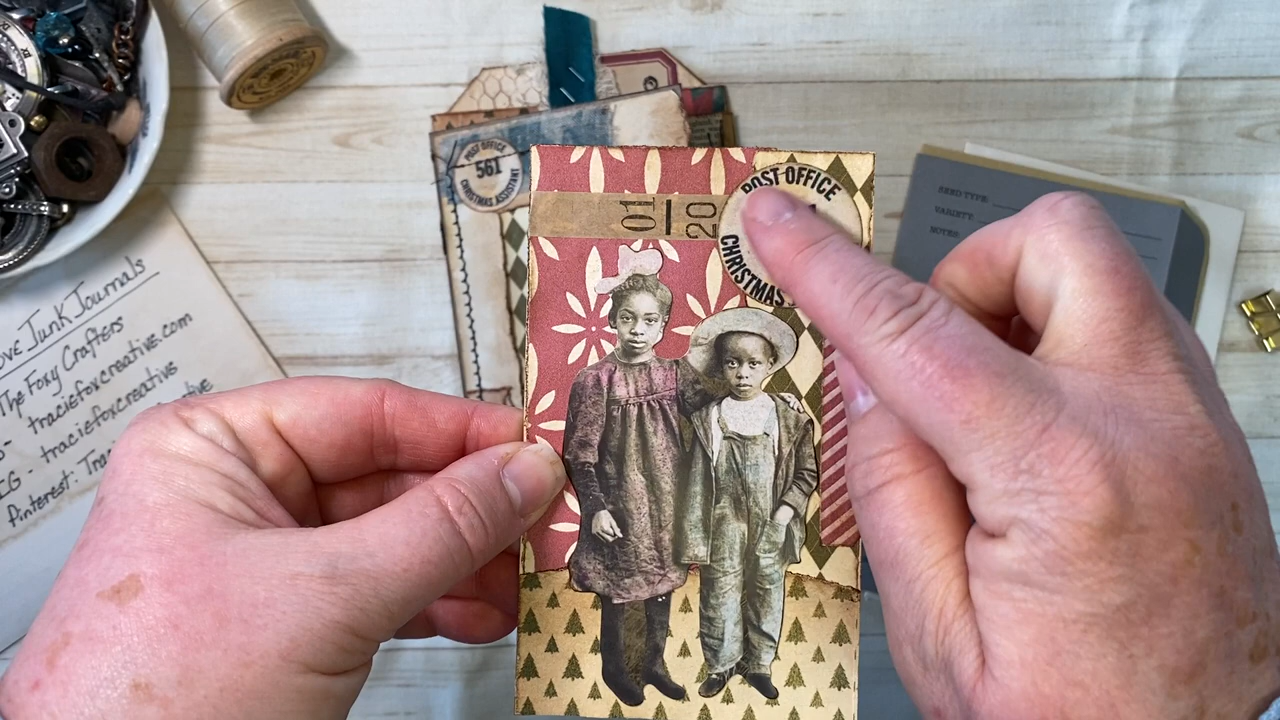 POST OFFICE
561
CHRISTMAS ASSISTANT
POST OFFICE
CHRISTMAS
01
20
SEED TYPE:
VARIETY:
NOTES:
Junk Journals
The Foxy Crafters
traciefoxcreative.com
IG - traciefoxcreative
Pinterest: